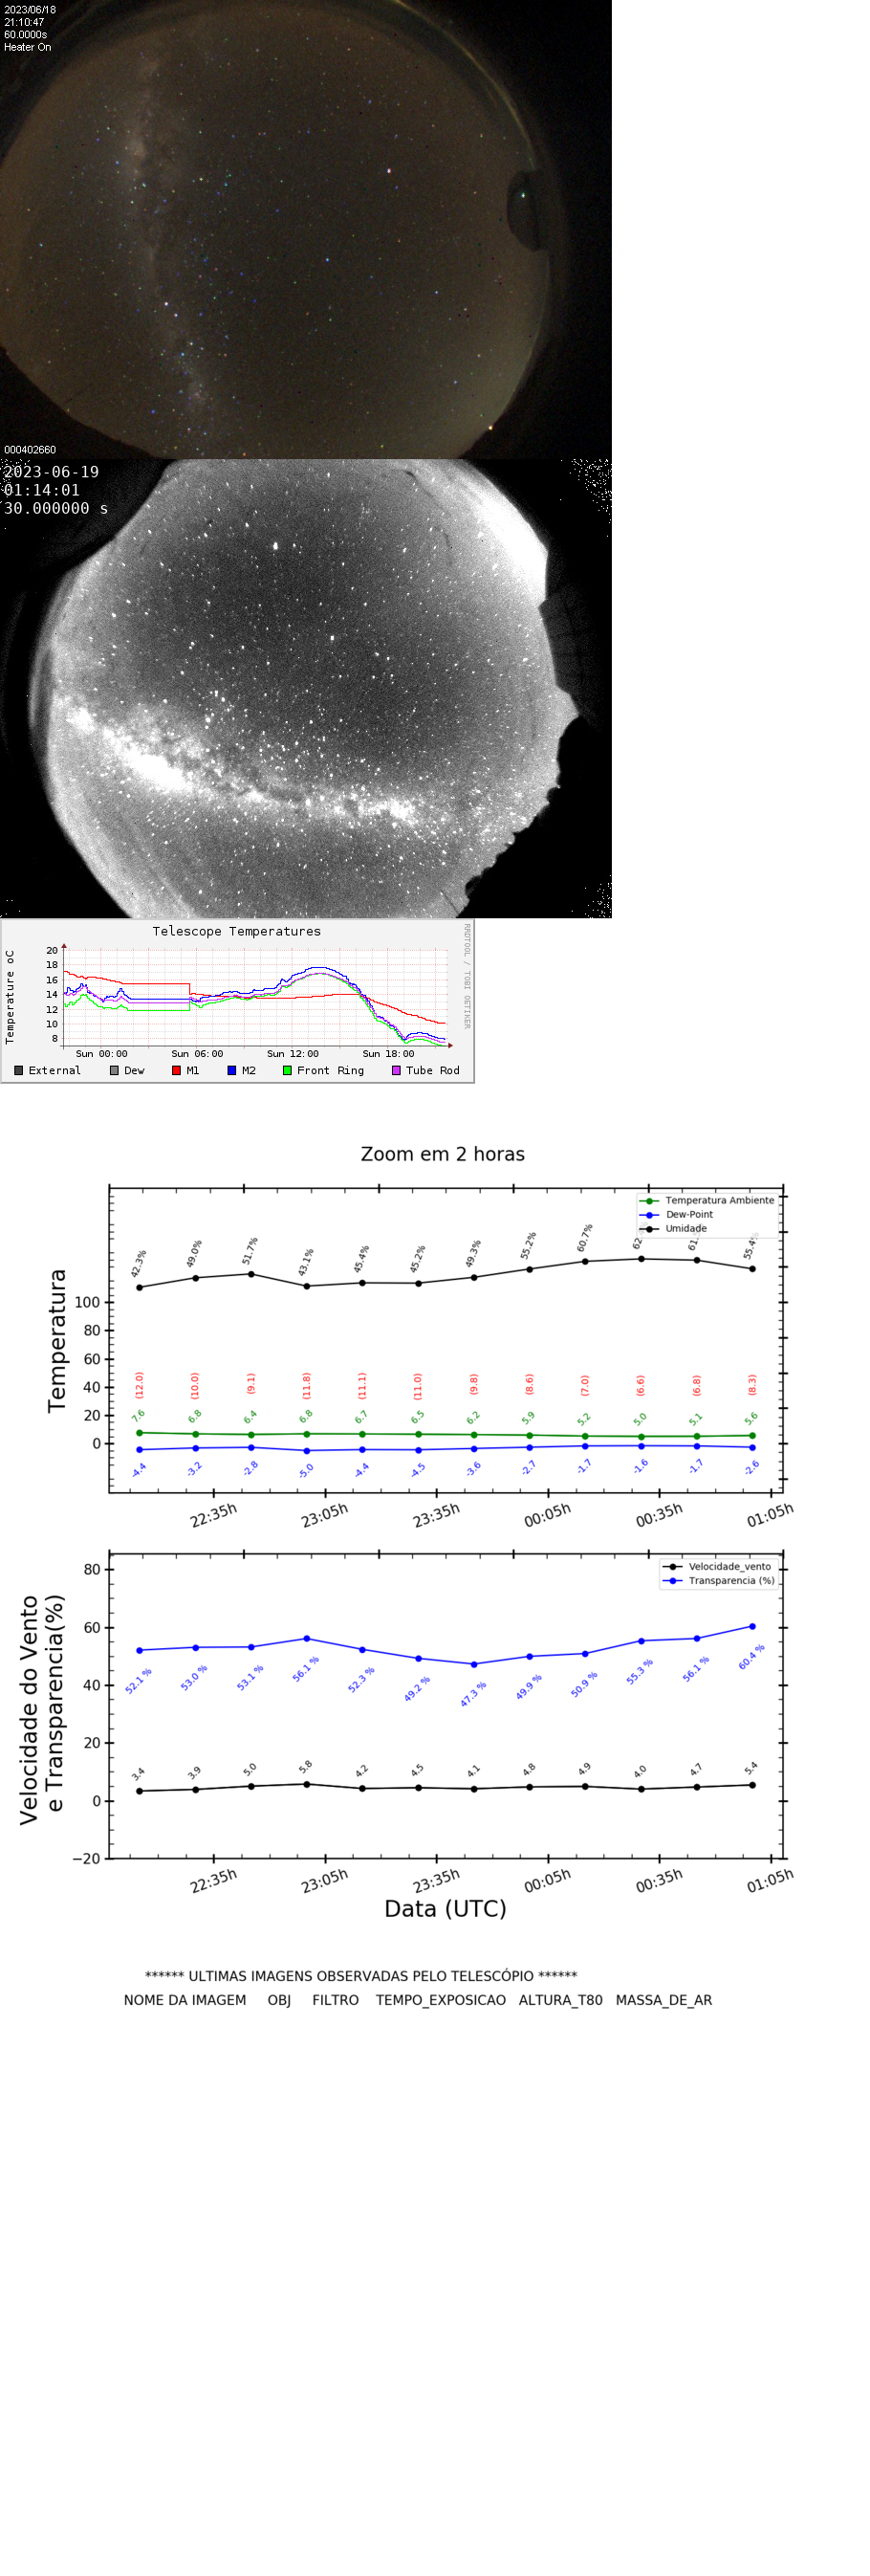 2023/06/18
21:10:47
60.0000s
Heater On
000402660
2023-06-19
01:14:01
30.000000 s
Telescope Temperatures
RRDTOOL / TOBI OETIKER
Temperature oC
20
18
16
14
12
10
8
Sun 00:00 Sun 06:00 Sun 12:00 Sun 18:00
External Dew M1 M2 Front Ring Tube Rod
Zoom em 2 horas
Temperatura Ambiente
Dew-Point
Umidade
42.3% 49.0% 51.7% 43.1% 45.4% 45.2% 49.3% 55.2% 60.7% 55.4%
Temperatura
100
80
60
40
20
0
(12.0) (10.0) (9.1) (11.8) (11.1) (11.0) (9.8) (8.6) (7.0) (6.6) (6.8) (8.3)
7.6 6.8 6.4 6.8 6.7 6.5 6.2 5.9 5.2 5.0 5.1 5.6
-4.4 -3.2 -2.8 -5.0 -4.4 -4.5 -3.6 -2.7 -1.7 -1.6 -1.7 -2.6
22:35h 23:05h 23:35h 00:05h 00:35h 01:05h
Velocidade_vento
Transparencia (%)
Velocidade do Vento
e Transparencia(%)
80
60
40
20
0
−20
52.1 % 53.0 % 53.1 % 56.1 % 52.3 % 49.2 % 47.3 % 49.9 % 50.9 % 55.3 % 56.1 % 60.4 %
3.4 3.9 5.0 5.8 4.2 4.5 4.1 4.8 4.9 4.0 4.7 5.4
22:35h 23:05h 23:35h 00:05h 00:35h 01:05h
Data (UTC)
****** ULTIMAS IMAGENS OBSERVADAS PELO TELESCÓPIO ******
NOME DA IMAGEM OBJ FILTRO TEMPO_EXPOSICAO ALTURA_T80 MASSA_DE_AR